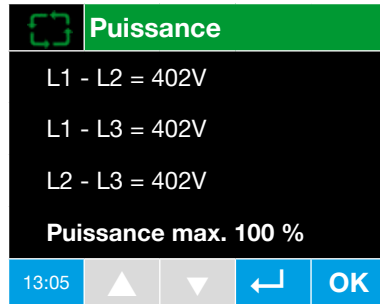 Puissance
L1 - L2 = 402V
L1 - L3 = 402V
L2 - L3 = 402V
Puissance max. 100 %
13:05 OK